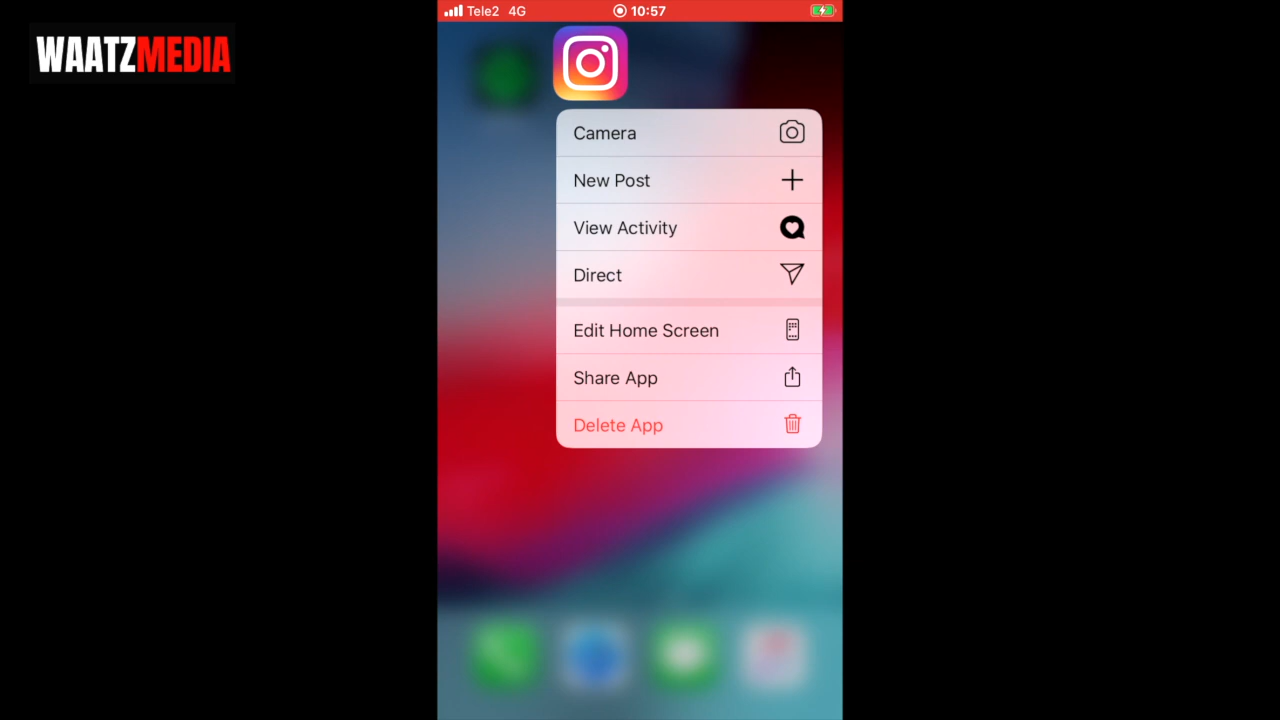 WAATZMEDIA
Tele2 4G 10:57
Camera
New Post
View Activity
Direct
Edit Home Screen
Share App
Delete App